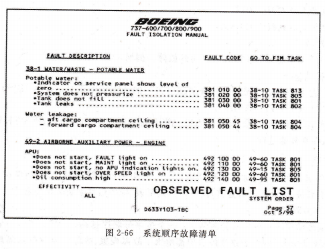 BOEING
737-600/700/800/900
FAULT ISOLATION MANUAL
FAULT DESCRIPTION FAULT CODE GO TO FIM TASK
38-1 WATER/WASTE - POTABLE WATER
Potable water:
*Indicator on service panel shows level of
zero 381 010 00 38-10 TASK 813
*System does not pressurize 381 020 00 38-10 TASK 805
*Tank does not fill 381 030 00 38-10 TASK 801
*Tank leaks 381 040 00 38-10 TASK 802
Water leakage:
- aft cargo compartment ceiling 381 050 45 38-10 TASK 804
- forward cargo compartment ceiling 381 050 44 38-10 TASK 804
49-2 AIRBORNE AUXILIARY POWER - ENGINE
APU:
*Does not start, FAULT light on 492 100 00 49-60 TASK 801
*Does not start, MAINT light on 492 110 00 49-60 TASK 801
*Does not start, no APU indication lights on. 492 130 00 49-15 TASK 805
*Does not start, OVER SPEED light on 492 120 00 49-60 TASK 801
*Oil consumption high 492 140 00 49-15 TASK 801
EFFECTIVITY
ALL
OBSERVED FAULT LIST
SYSTEM ORDER
D633A103-TBC
Page 57
Oct 5/98
图 2-66 系统顺序故障清单